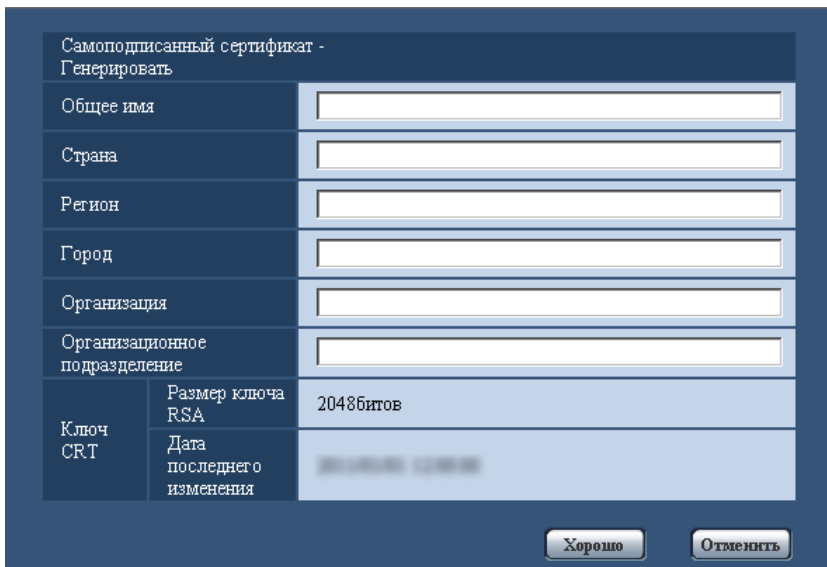 Самоподписанный сертификат -
Генерировать
Общее имя
Страна
Регион
Город
Организация
Организационное
подразделение
Ключ
CRT
Размер ключа
RSA
2048битов
Дата
последнего
изменения
Хорошо
Отменить